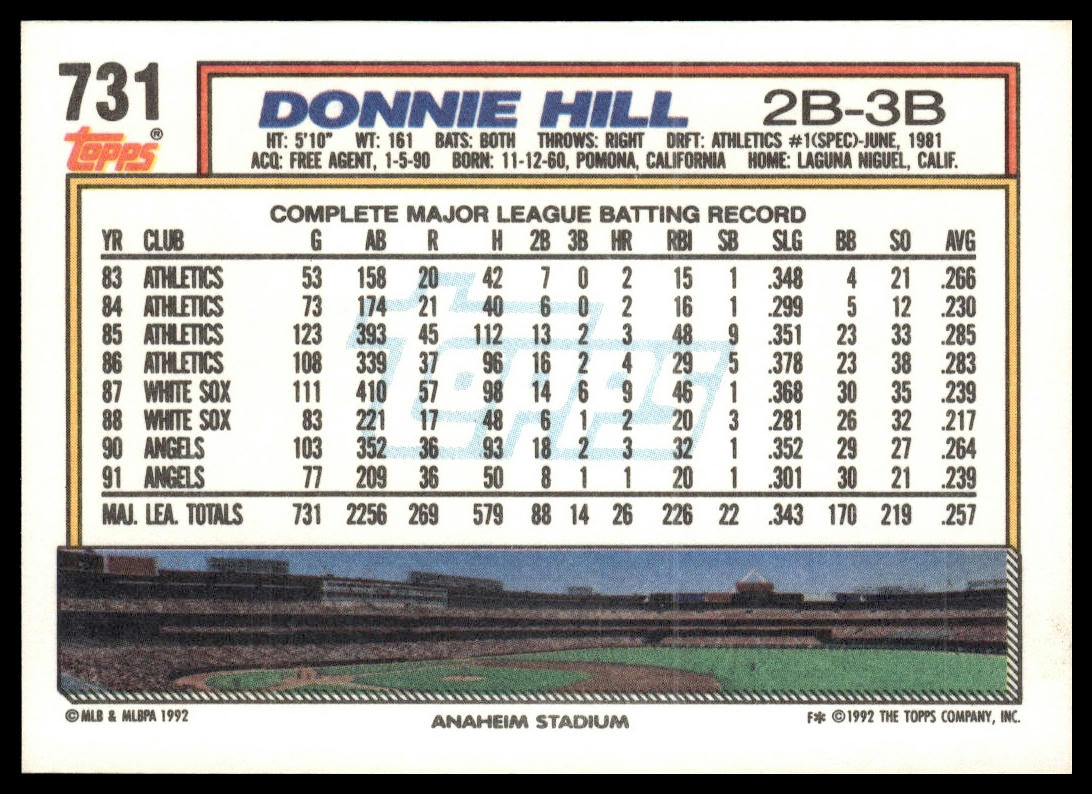 731
Topps®
DONNIE HILL 2B-3B
HT: 5'10" WT: 161 BATS: BOTH THROWS: RIGHT DRFT: ATHLETICS #1(SPEC)-JUNE, 1981
ACQ: FREE AGENT, 1-5-90 BORN: 11-12-60, POMONA, CALIFORNIA HOME: LAGUNA NIGUEL, CALIF.
COMPLETE MAJOR LEAGUE BATTING RECORD
YR CLUB G AB R H 2B 3B HR RBI SB SLG BB SO AVG
83 ATHLETICS 53 158 20 42 7 0 2 15 1 .348 4 21 .266
84 ATHLETICS 73 174 21 40 6 0 2 16 1 .299 5 12 .230
85 ATHLETICS 123 393 45 112 13 2 3 48 9 .351 23 33 .285
86 ATHLETICS 108 339 37 96 16 2 4 29 5 .378 23 38 .283
87 WHITE SOX 111 410 57 98 14 6 9 46 1 .368 30 35 .239
88 WHITE SOX 83 221 17 48 6 1 2 20 3 .281 26 32 .217
90 ANGELS 103 352 36 93 18 2 3 32 1 .352 29 27 .264
91 ANGELS 77 209 36 50 8 1 1 20 1 .301 30 21 .239
MAJ. LEA. TOTALS 731 2256 269 579 88 14 26 226 22 .343 170 219 .257
Topps
© MLB & MLBPA 1992
ANAHEIM STADIUM
F* © 1992 THE TOPPS COMPANY, INC.